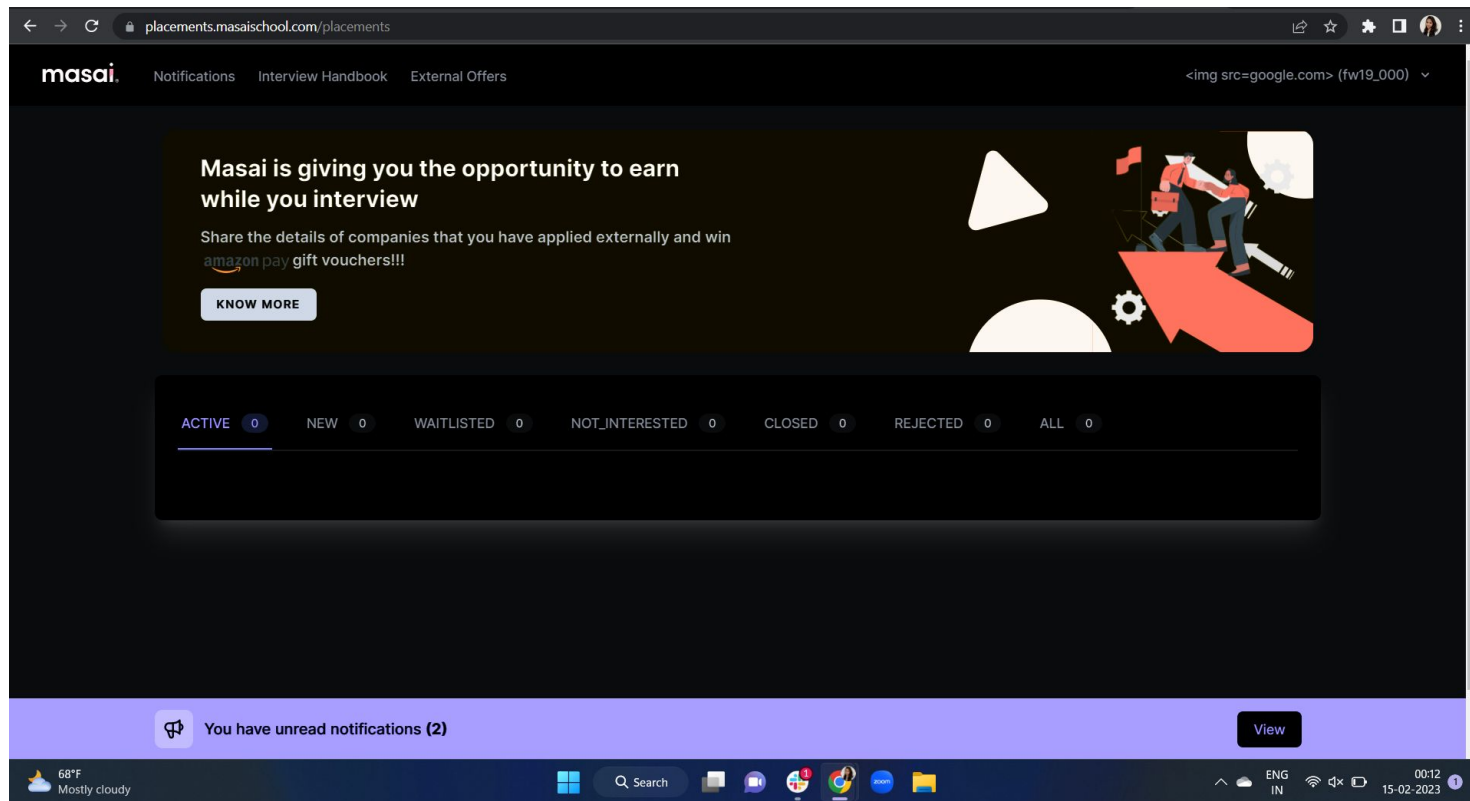 placements.masaischool.com/placements
masai.
Notifications Interview Handbook External Offers
<img src=google.com> (fw19_000)
Masai is giving you the opportunity to earn
while you interview
Share the details of companies that you have applied externally and win
amazon pay gift vouchers!!!
KNOW MORE
ACTIVE 0 NEW 0 WAITLISTED 0 NOT_INTERESTED 0 CLOSED 0 REJECTED 0 ALL 0
You have unread notifications (2)
View
68°F
Mostly cloudy
Search
1
zoom
ENG
IN
00:12
15-02-2023
1